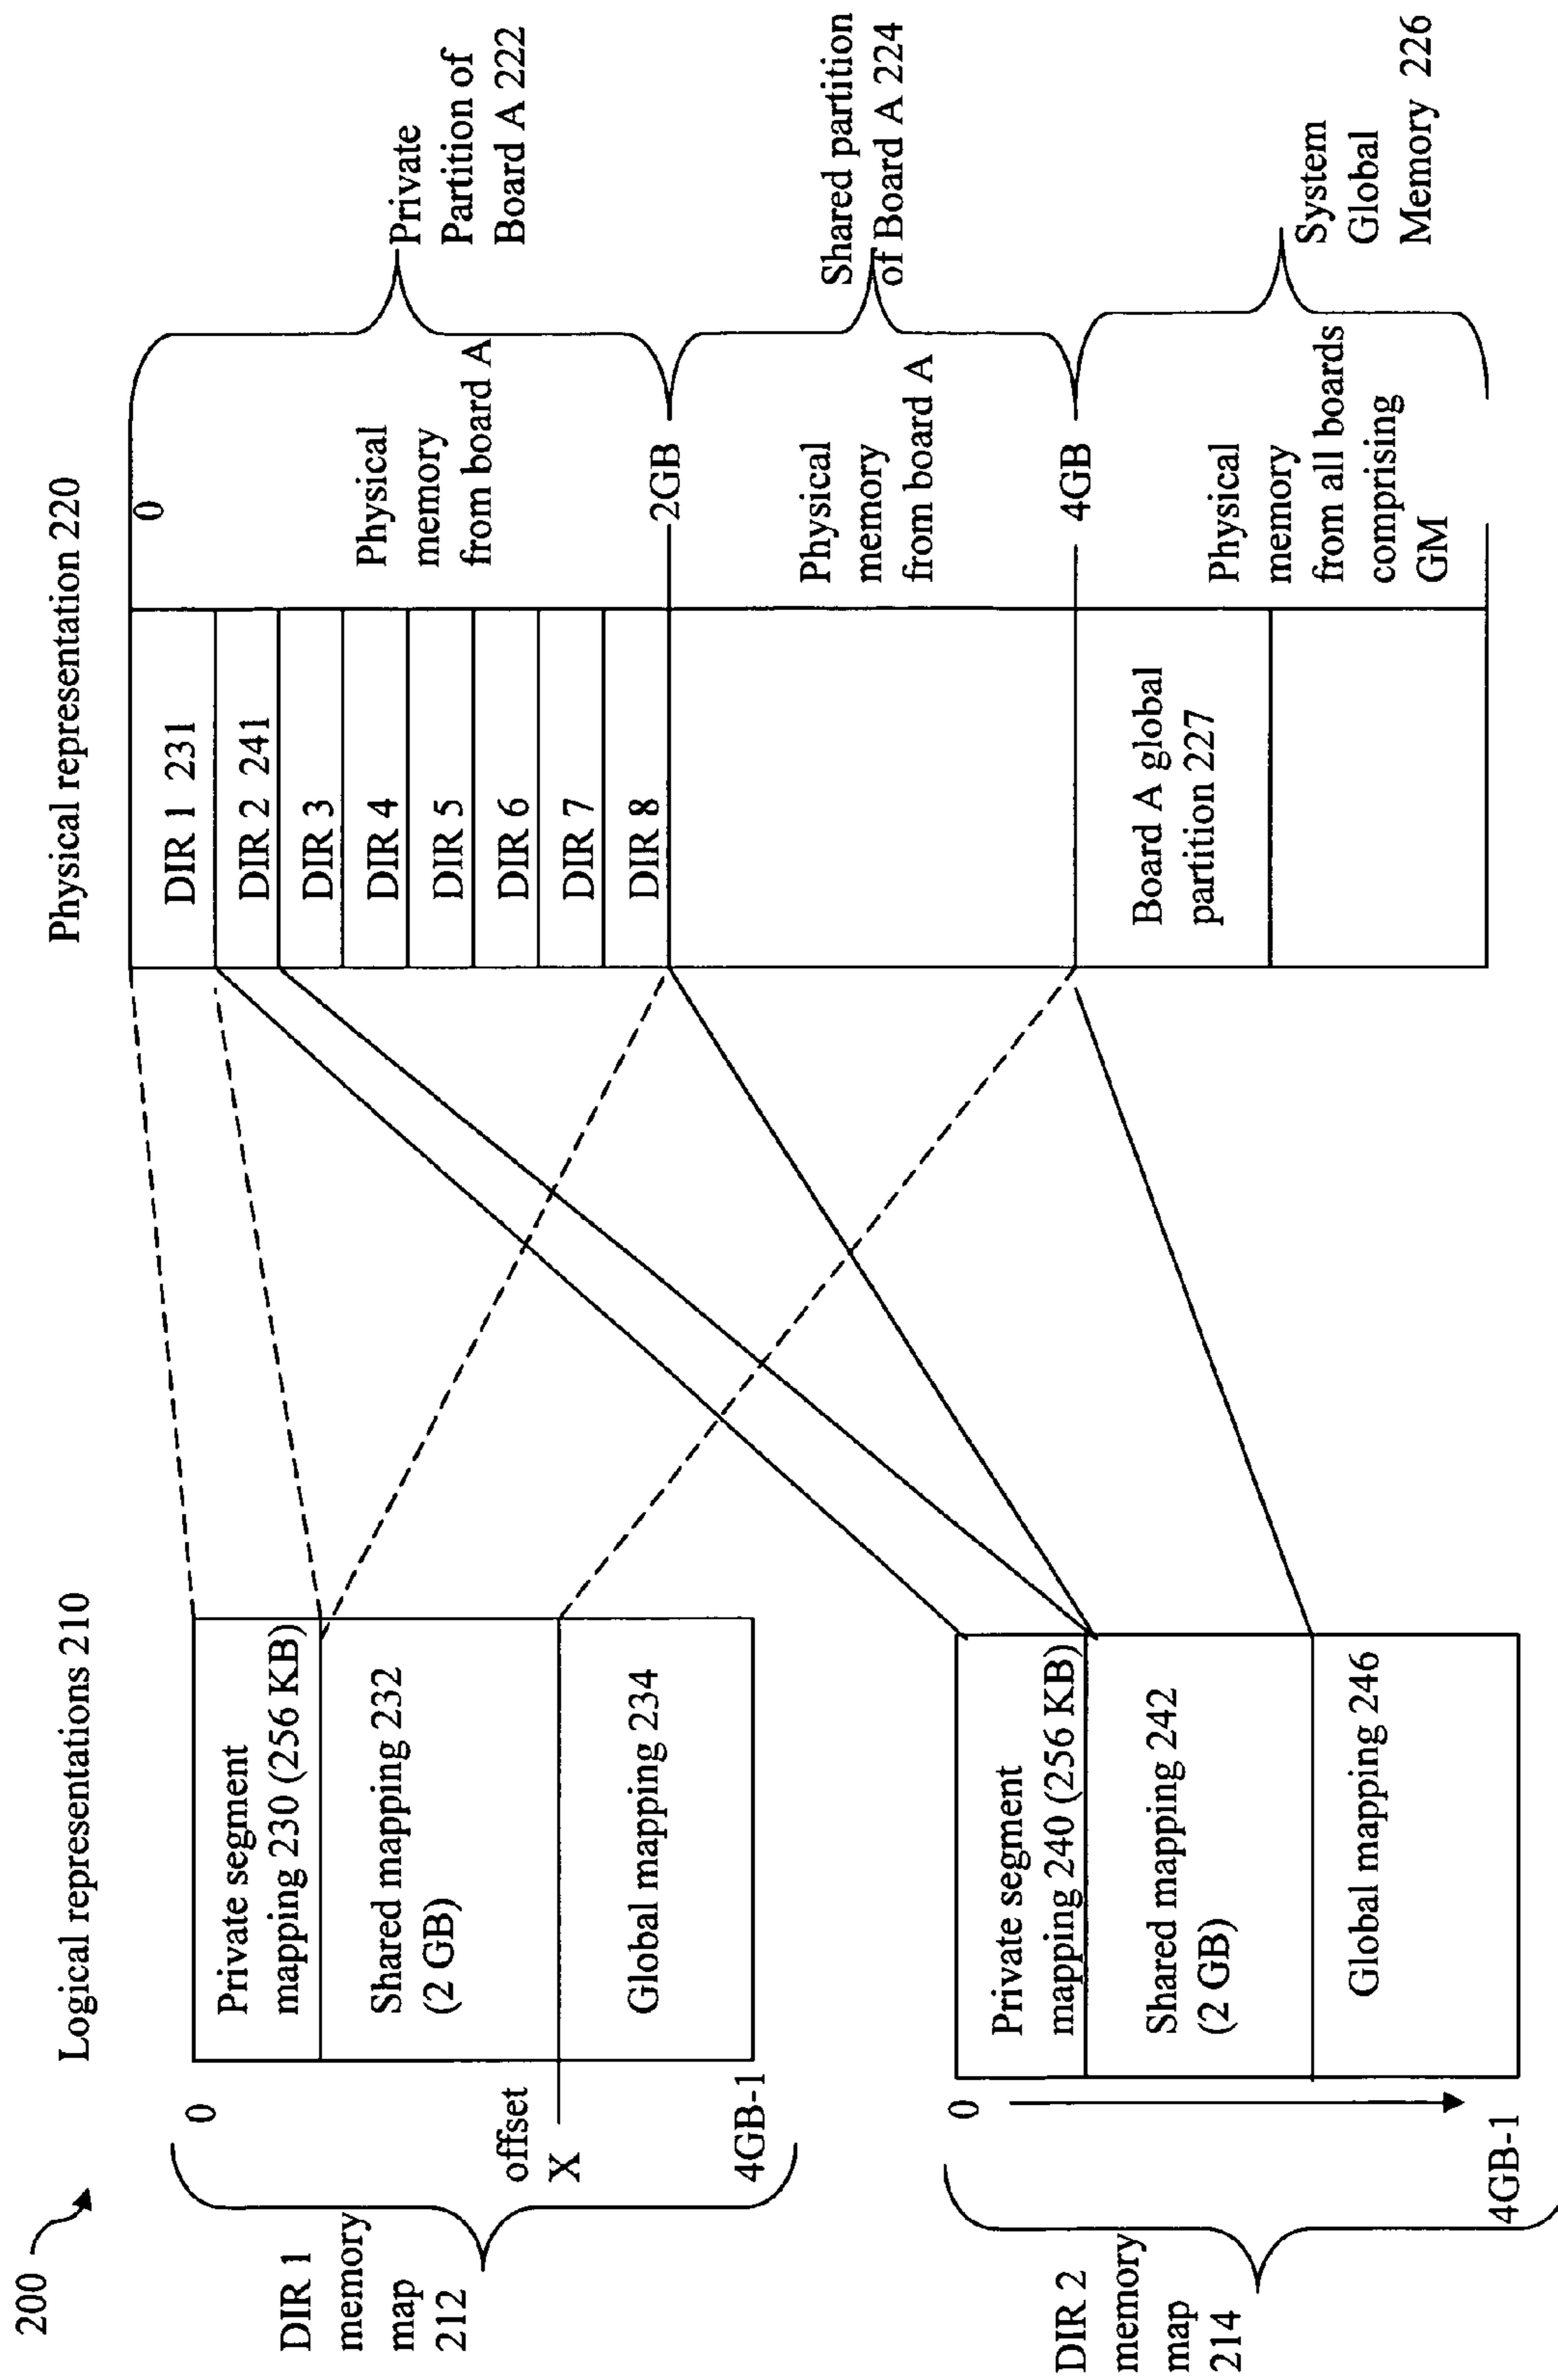 200
Logical representations 210
Physical representation 220
DIR 1
memory
map
212
0
offset
X
4GB-1
Private segment
mapping 230 (256 KB)
Shared mapping 232
(2 GB)
Global mapping 234
DIR 2
memory
map
214
0
4GB-1
Private segment
mapping 240 (256 KB)
Shared mapping 242
(2 GB)
Global mapping 246
DIR 1 231
DIR 2 241
DIR 3
DIR 4
DIR 5
DIR 6
DIR 7
DIR 8
Board A global
partition 227
0
Physical
memory
from board A
2GB
Physical
memory
from board A
4GB
Physical
memory
from all boards
comprising
GM
Private
Partition of
Board A 222
Shared partition
of Board A 224
System
Global
Memory 226